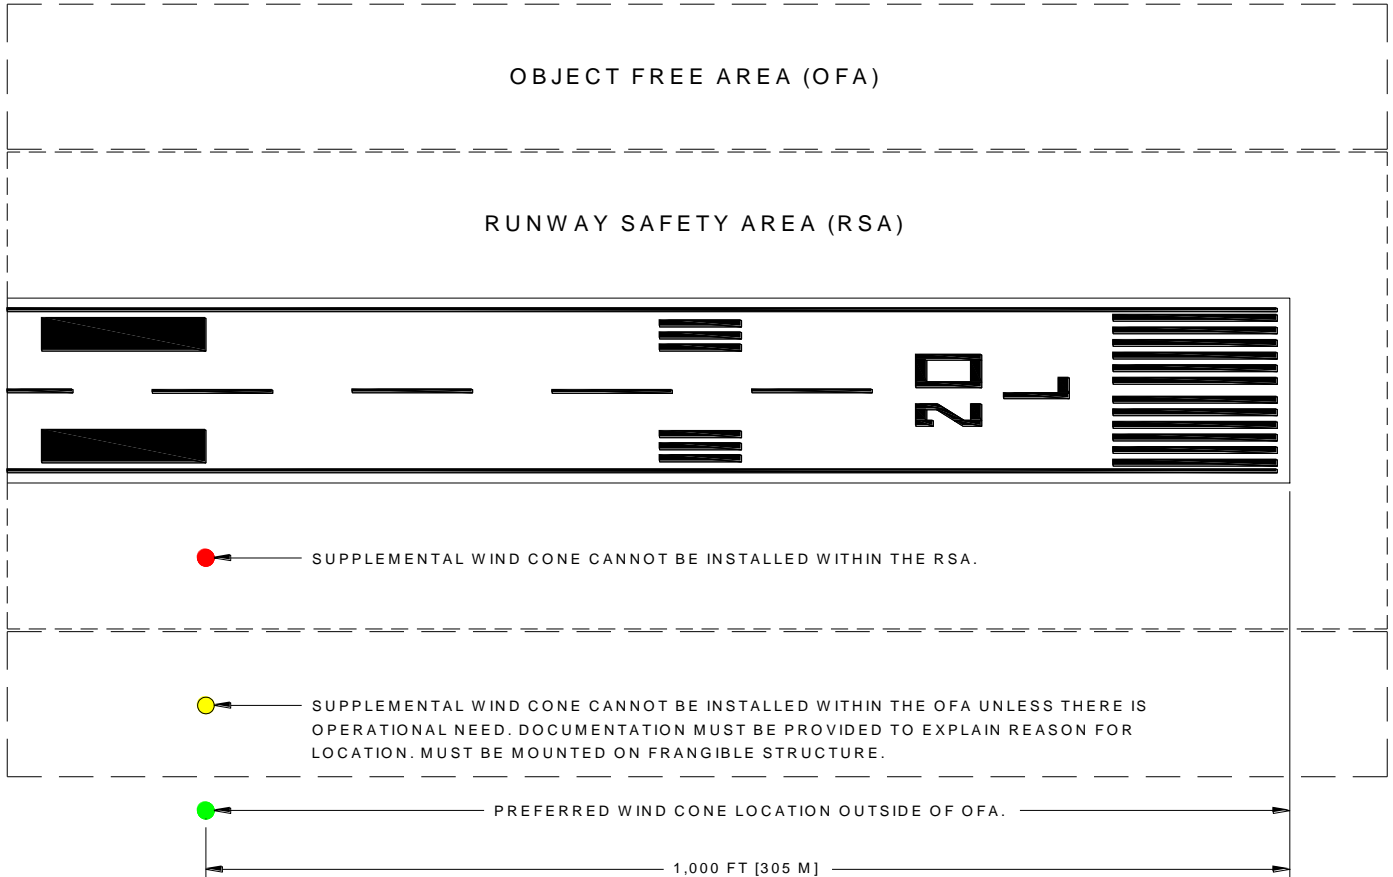 OBJECT FREE AREA (OFA)
RUNWAY SAFETY AREA (RSA)
20
L
SUPPLEMENTAL WIND CONE CANNOT BE INSTALLED WITHIN THE RSA.
SUPPLEMENTAL WIND CONE CANNOT BE INSTALLED WITHIN THE OFA UNLESS THERE IS
OPERATIONAL NEED. DOCUMENTATION MUST BE PROVIDED TO EXPLAIN REASON FOR
LOCATION. MUST BE MOUNTED ON FRANGIBLE STRUCTURE.
PREFERRED WIND CONE LOCATION OUTSIDE OF OFA.
1,000 FT [305 M]